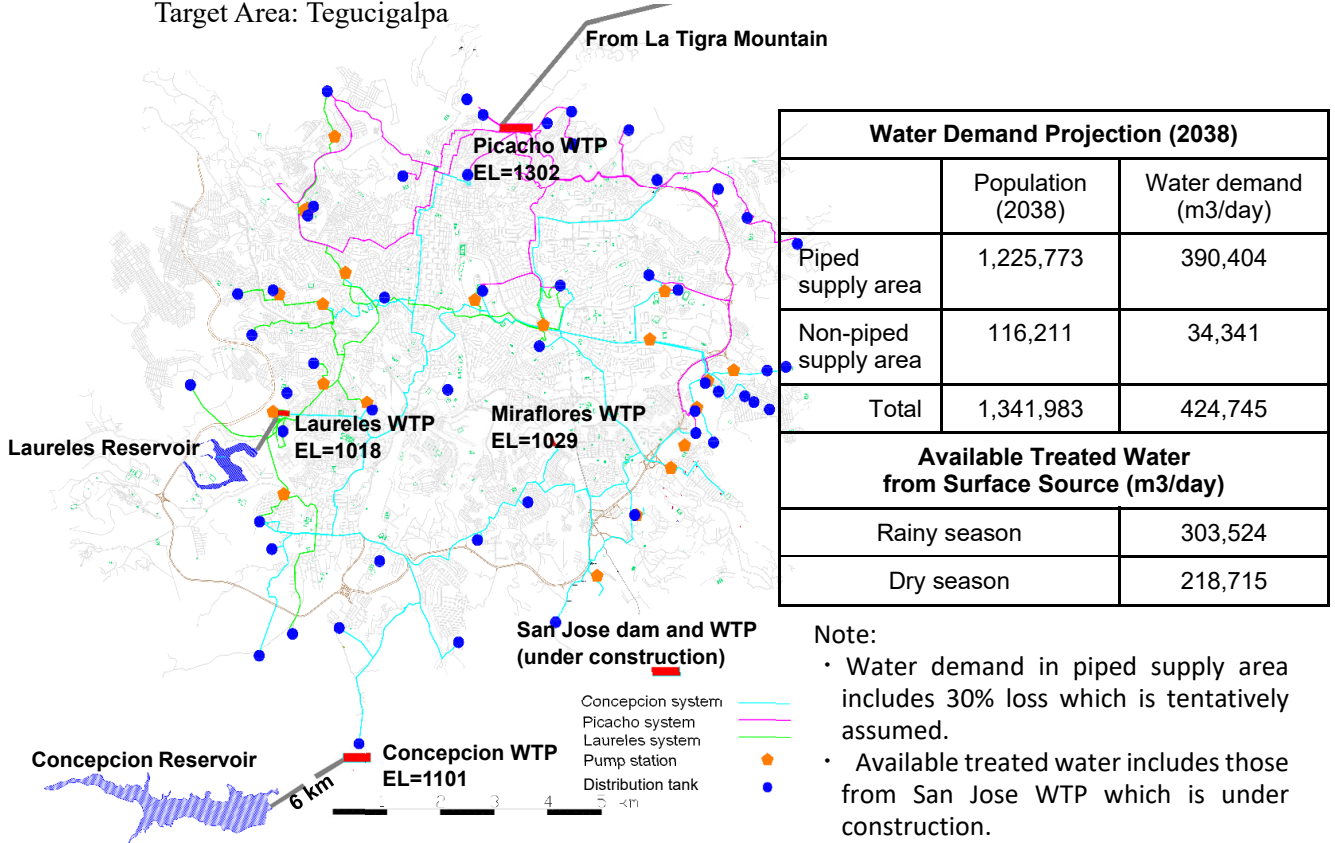 Target Area: Tegucigalpa
From La Tigra Mountain
Picacho WTP
EL=1302
Laureles WTP
EL=1018
Miraflores WTP
EL=1029
Laureles Reservoir
San Jose dam and WTP
(under construction)
Concepcion system
Picacho system
Laureles system
Pump station
Distribution tank
Concepcion Reservoir
6 km
Concepcion WTP
EL=1101
1 2 3 4 5 km
Water Demand Projection (2038)
Population
(2038)
Water demand
(m3/day)
Piped
supply area
1,225,773
390,404
Non-piped
supply area
116,211
34,341
Total
1,341,983
424,745
Available Treated Water
from Surface Source (m3/day)
Rainy season
303,524
Dry season
218,715
Note:
・Water demand in piped supply area
includes 30% loss which is tentatively
assumed.
・ Available treated water includes those
from San Jose WTP which is under
construction.